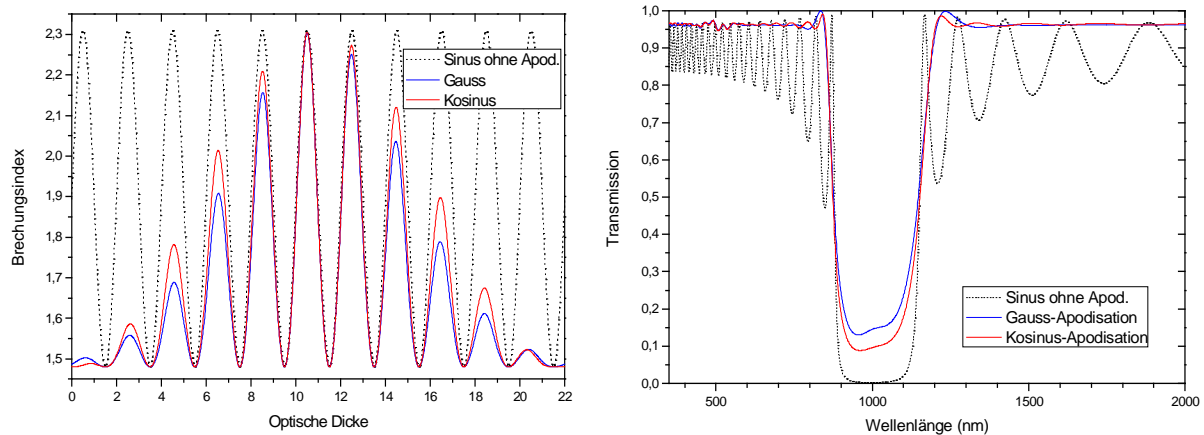 2,3
2,2
2,1
1,9
1,8
1,7
1,6
1,5
Brechungsindex
Sinus ohne Apod.
Gauss
Kosinus
0 2 4 6 8 10 12 14 16 18 20 22
Optische Dicke
1,0
0,9
0,8
0,7
0,6
0,5
0,4
0,3
0,2
0,1
0,0
Transmission
Sinus ohne Apod.
Gauss-Apodisation
Kosinus-Apodisation
500 1000 1500 2000
Wellenlänge (nm)